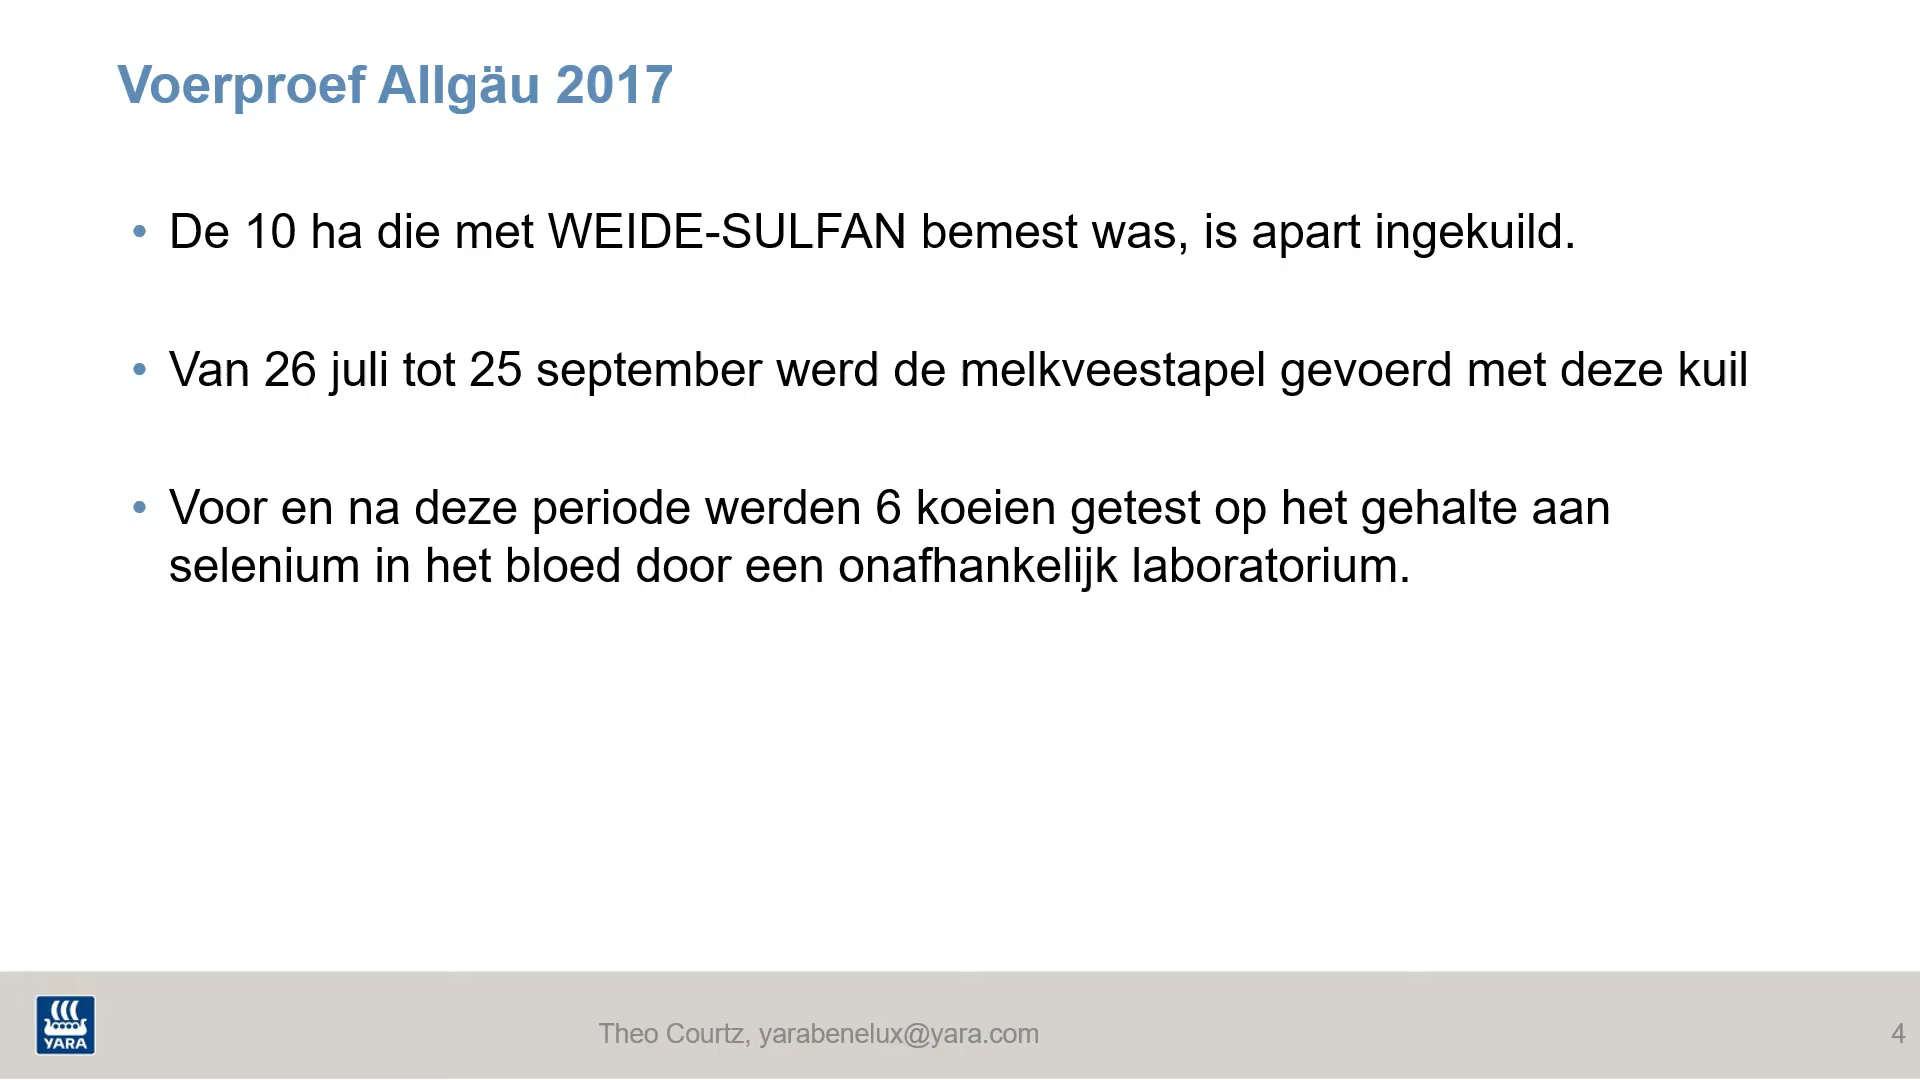 Voerproef Allgäu 2017
• De 10 ha die met WEIDE-SULFAN bemest was, is apart ingekuild.
• Van 26 juli tot 25 september werd de melkveestapel gevoerd met deze kuil
• Voor en na deze periode werden 6 koeien getest op het gehalte aan
selenium in het bloed door een onafhankelijk laboratorium.
YARA
Theo Courtz, yarabenelux@yara.com
4